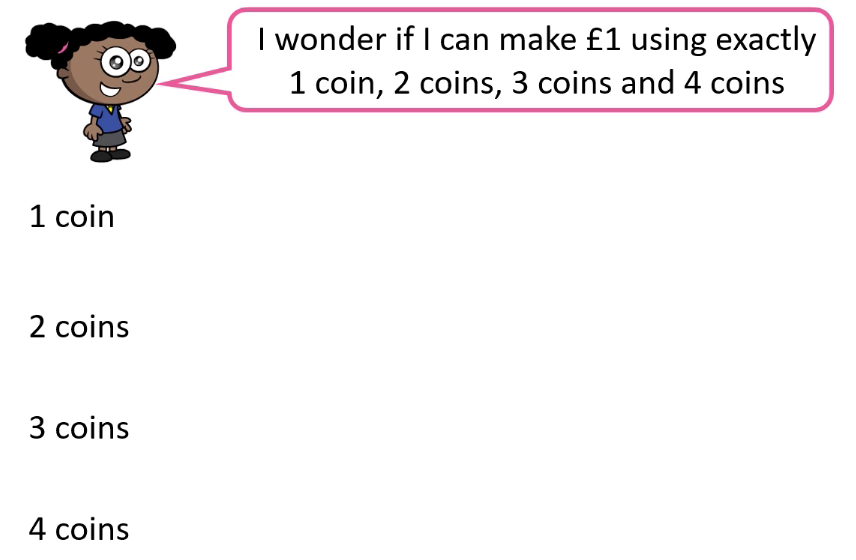 I wonder if I can make £1 using exactly
1 coin, 2 coins, 3 coins and 4 coins
1 coin
2 coins
3 coins
4 coins